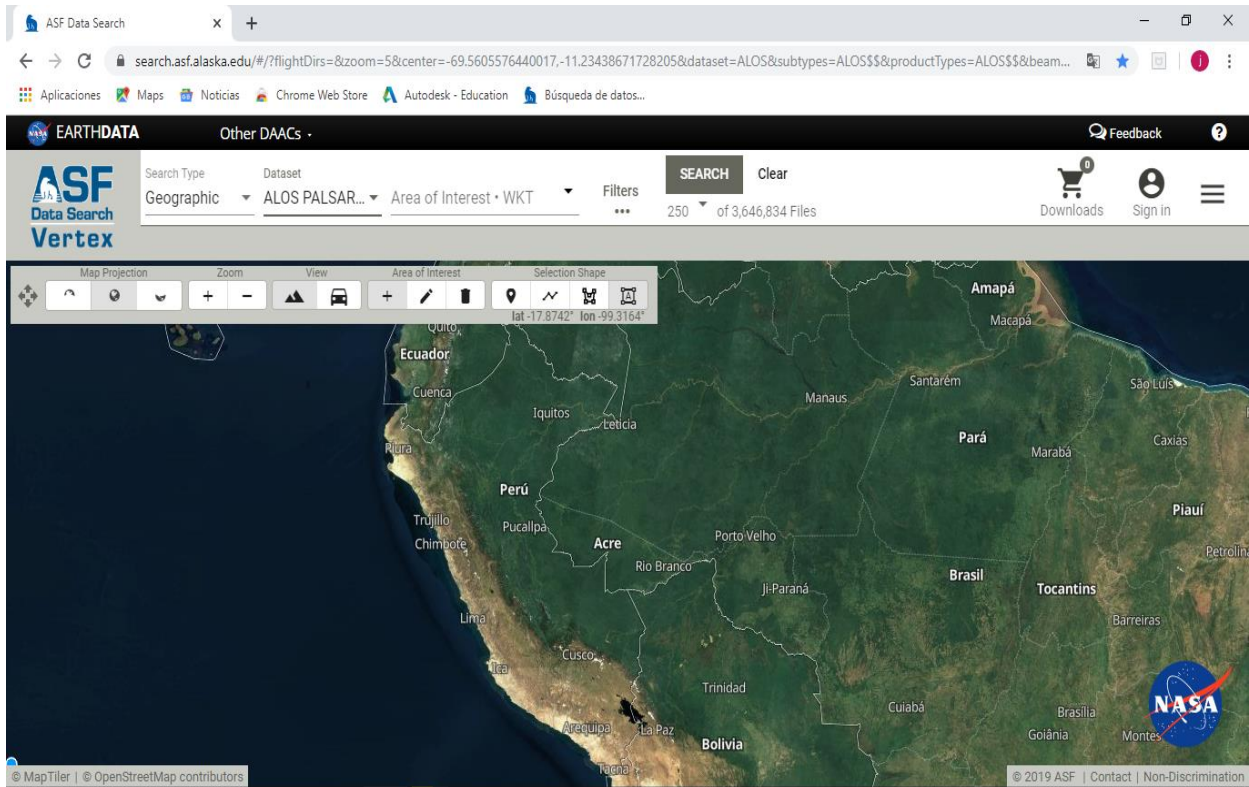 ASF Data Search
search.asf.alaska.edu/#/?flightDirs=&zoom=5&center=-69.5605576440017,-11.23438671728205&dataset=ALOS&subtypes=ALOS$$&productTypes=ALOS$$&beam...
Aplicaciones Maps Noticias Chrome Web Store Autodesk - Education Búsqueda de datos...
NASA EARTHDATA Other DAACs Feedback ?
ASF
Data Search
Vertex
Search Type Dataset SEARCH Clear 0
Geographic ALOS PALSAR... Area of Interest • WKT Filters
250 of 3,646,834 Files Downloads Sign in
Map Projection Zoom View Area of Interest Selection Shape
lat -17.8742° lon -99.3164°
Amapá
Macapá
Quito
Ecuador
Cuenca
Santarém
São Luís
Manaus
Iquitos
Leticia
Piura
Pará
Caxias
Marabá
Perú
Piauí
Trujillo
Pucallpa
Porto Velho
Chimbote
Acre
Petrolin
Rio Branco
Brasil
Ji-Paraná
Tocantins
Lima
Barreiras
Cusco
Ica
Trinidad
Cuiabá
Brasília
NASA
Arequipa
La Paz
Goiânia
Montes
Bolivia
Tacna
© MapTiler | © OpenStreetMap contributors © 2019 ASF | Contact | Non-Discrimination